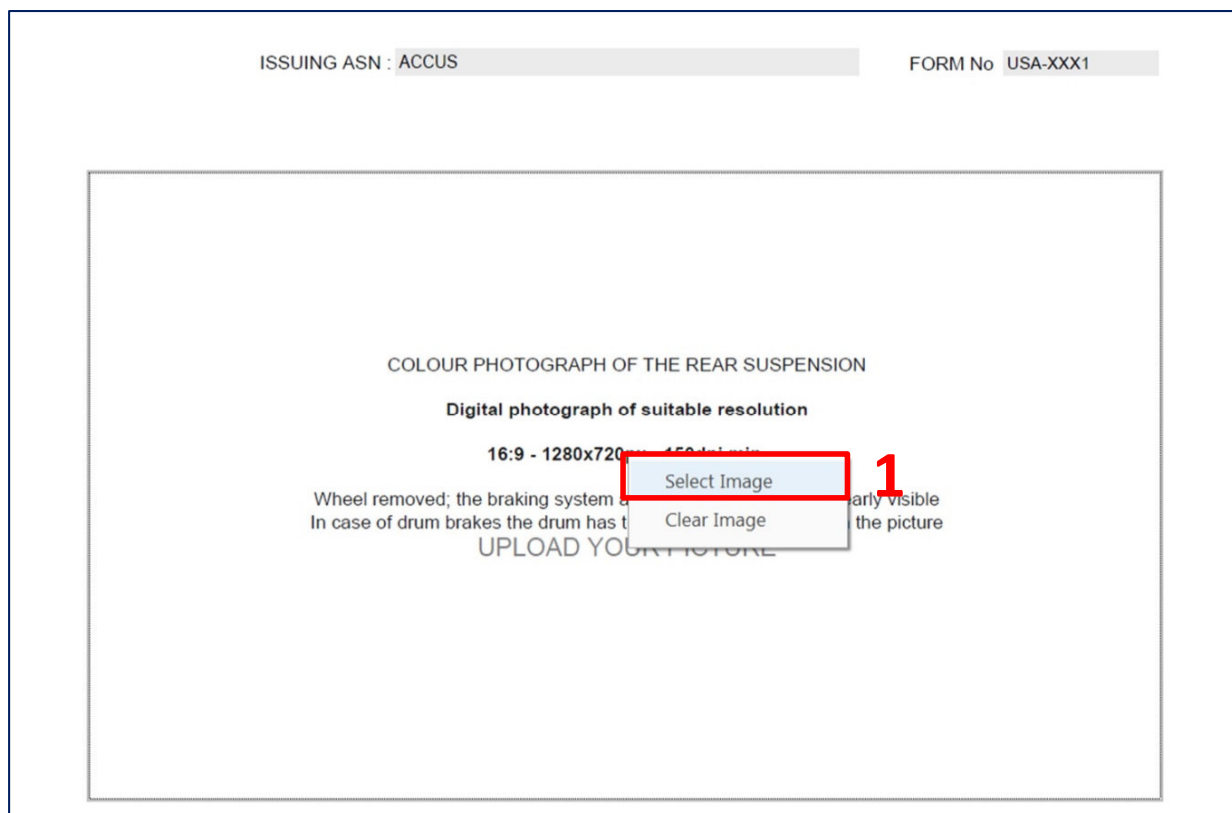 ISSUING ASN : ACCUS FORM No USA-XXX1
COLOUR PHOTOGRAPH OF THE REAR SUSPENSION
Digital photograph of suitable resolution
16:9 - 1280x720
Select Image
1
Wheel removed; the braking system visible
Clear Image
In case of drum brakes the drum has the picture
UPLOAD